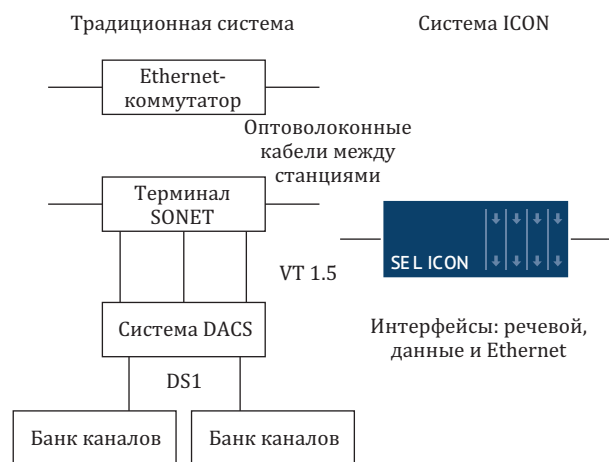 Традиционная система
Система ICON
Ethernet-
коммутатор
Оптоволоконные
кабели между
станциями
Терминал
SONET
SEL ICON
VT 1.5
Система DACS
Интерфейсы: речевой,
данные и Ethernet
DS1
Банк каналов
Банк каналов